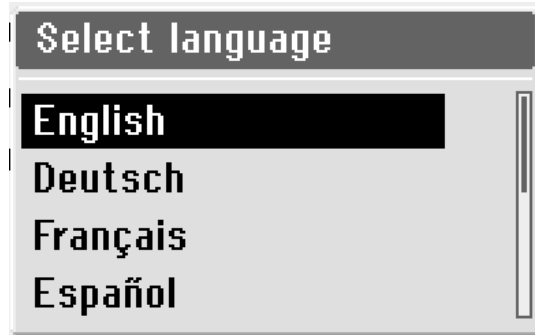 Select language
English
Deutsch
Français
Español